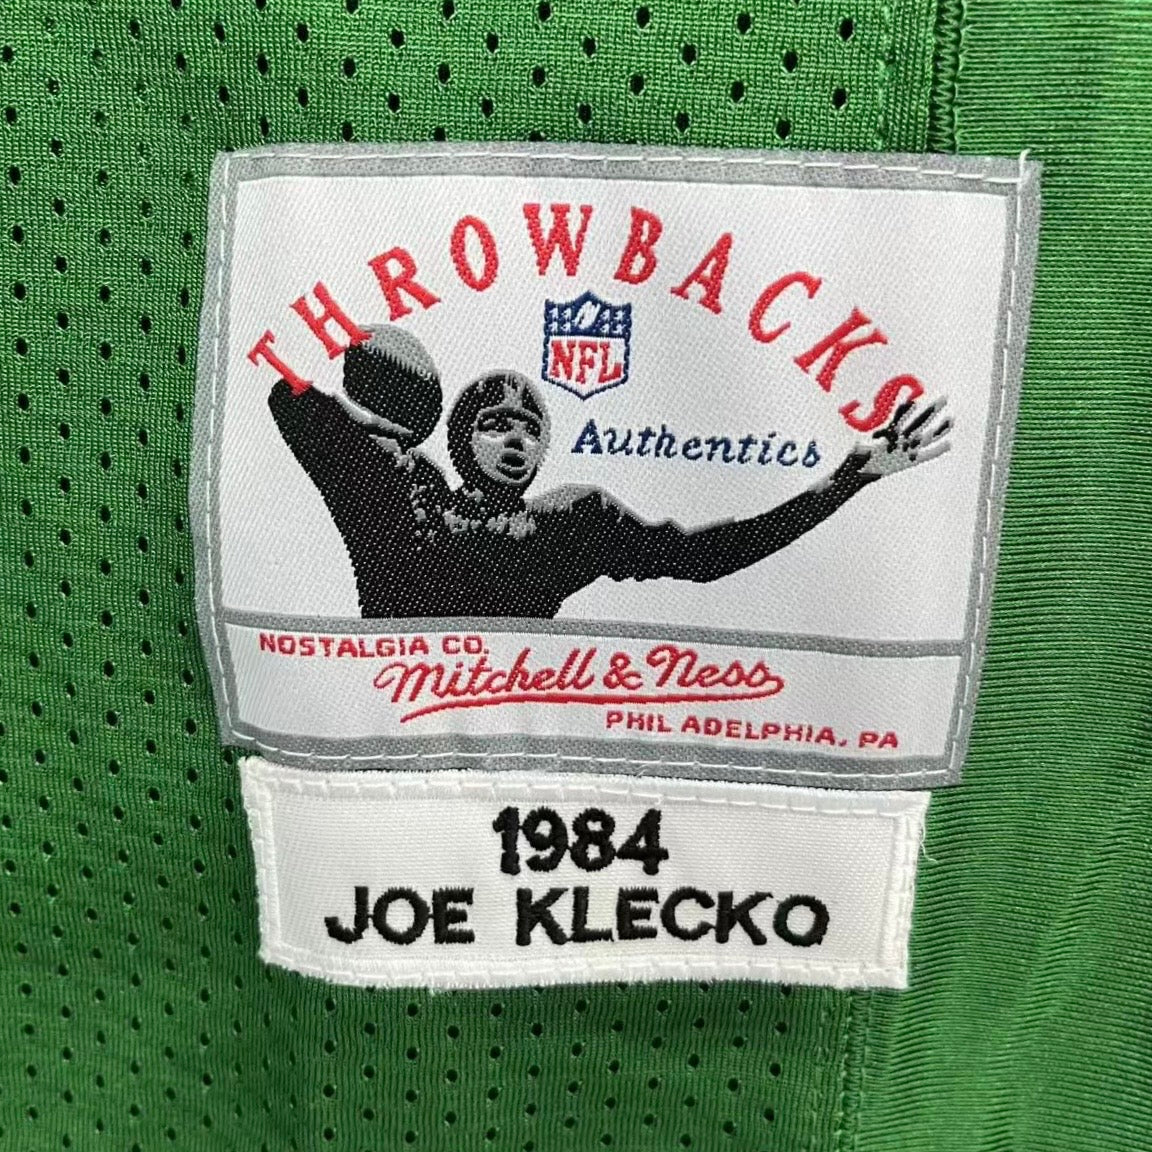 THROWBACKS
NFL
Authentics
NOSTALGIA CO.
Mitchell & Ness
PHILADELPHIA, PA
1984
JOE KLECKO